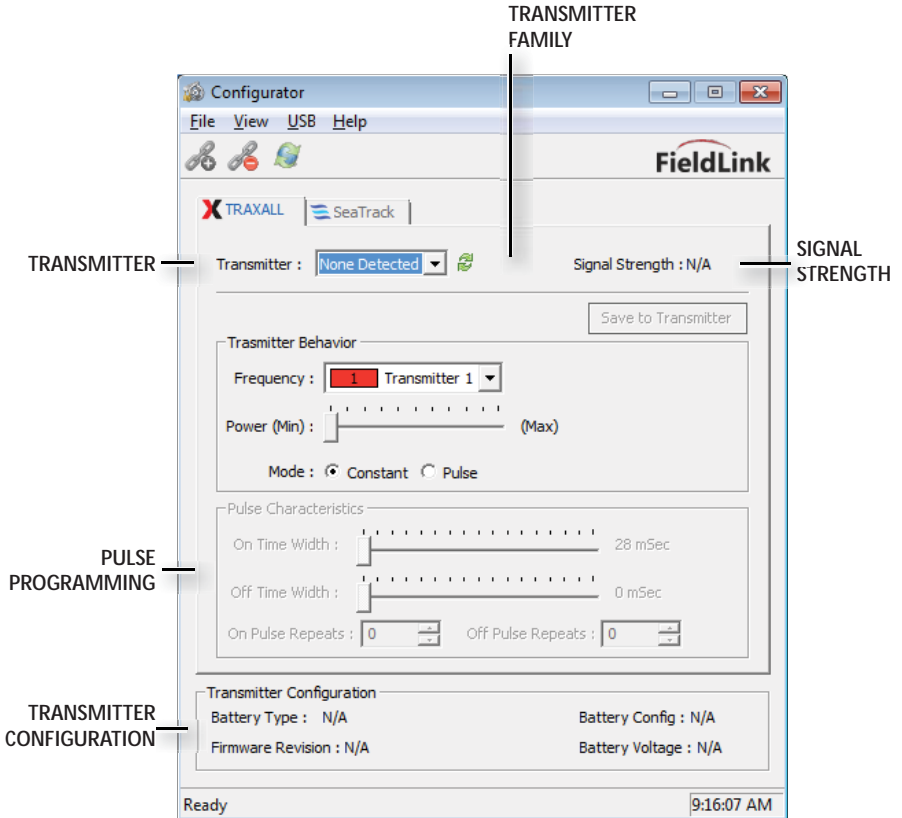 TRANSMITTER
FAMILY
Configurator
File View USB Help
FieldLink
TRAXALL SeaTrack
TRANSMITTER
Transmitter : None Detected
Signal Strength : N/A
SIGNAL
STRENGTH
Save to Transmitter
Trasmitter Behavior
Frequency : 1 Transmitter 1
Power (Min) : (Max)
Mode : Constant Pulse
Pulse Characteristics
On Time Width : 28 mSec
PULSE
PROGRAMMING
Off Time Width : 0 mSec
On Pulse Repeats : 0 Off Pulse Repeats : 0
Transmitter Configuration
TRANSMITTER
CONFIGURATION
Battery Type : N/A Battery Config : N/A
Firmware Revision : N/A Battery Voltage : N/A
Ready 9:16:07 AM